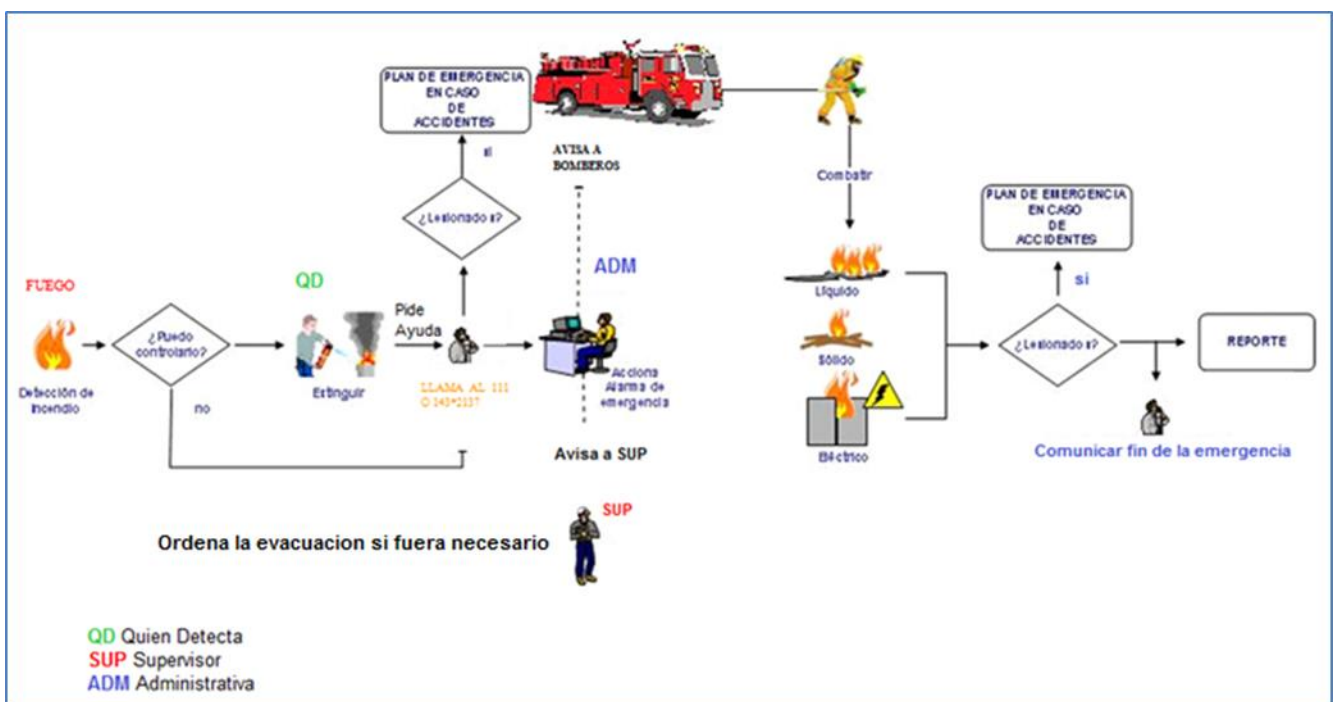 PLAN DE EMERGENCIA
EN CASO
DE
ACCIDENTES
si
¿Lesionado s?
AVISA A
BOMBEROS
Combatir
PLAN DE EMERGENCIA
EN CASO
DE
ACCIDENTES
si
¿Lesionado s?
REPORTE
Comunicar fin de la emergencia
FUEGO
Detección de
Incendio
¿Puedo
controlarlo?
no
QD
Extinguir
Pide
Ayuda
LLAMA AL 111
ADM
Acciona
Alarma de
emergencia
Avisa a SUP
Líquido
Sólido
Eléctrico
SUP
Ordena la evacuacion si fuera necesario
QD Quien Detecta
SUP Supervisor
ADM Administrativa